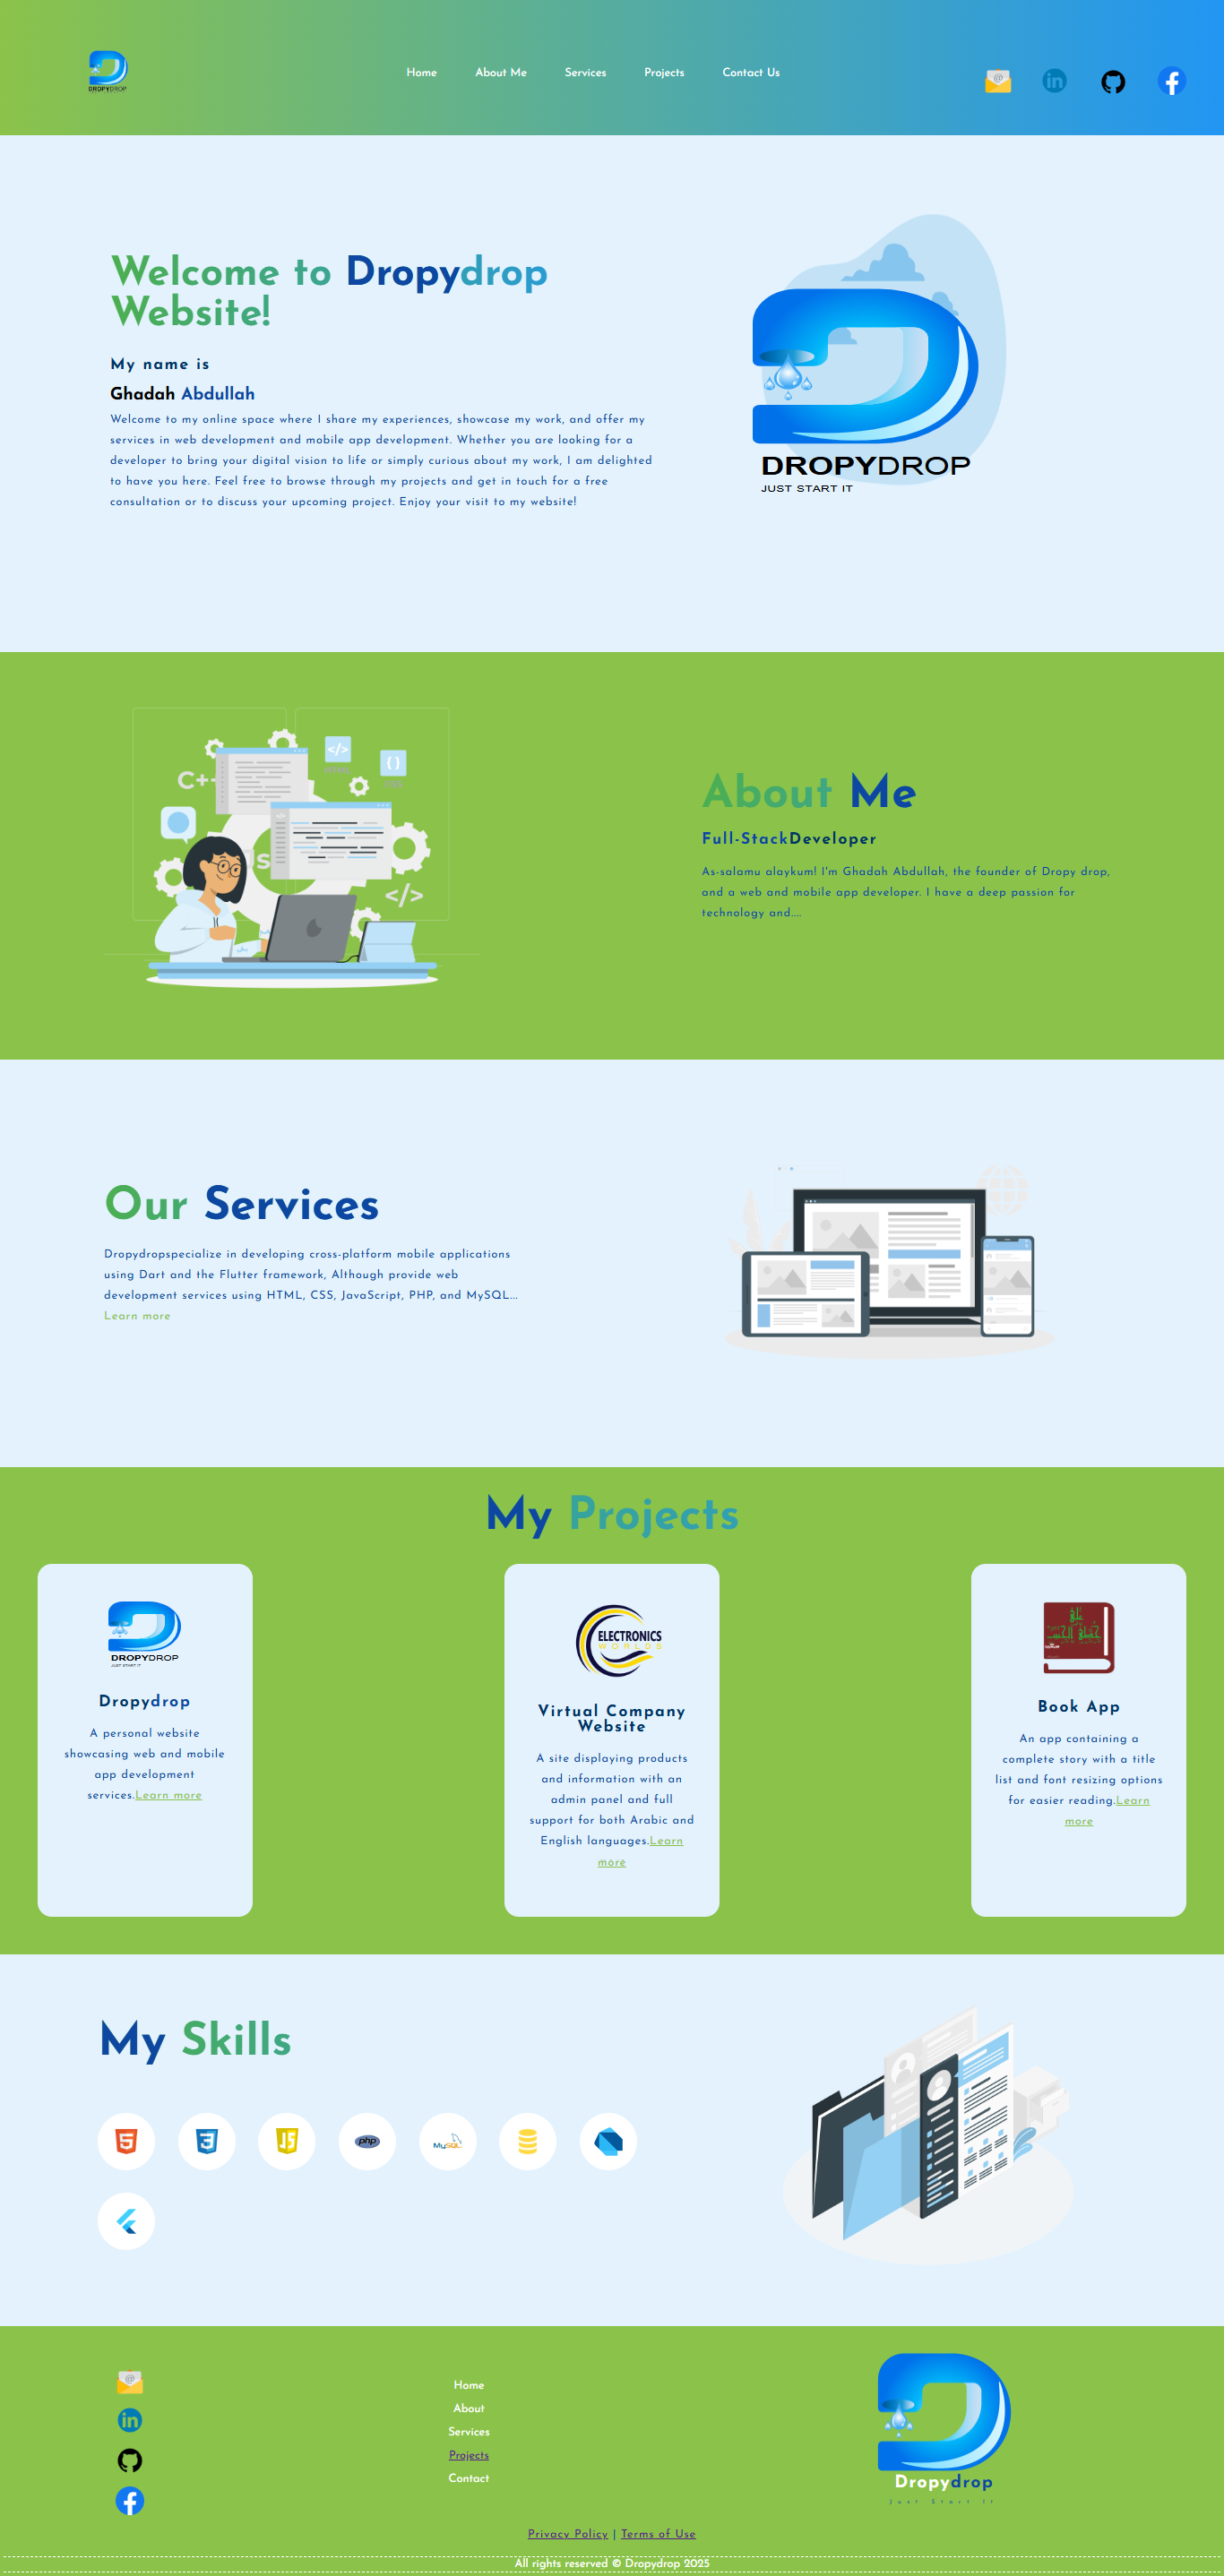 DROPYDROP
Home
About Me
Services
Projects
Contact Us
Welcome to Dropydrop
Website!
My name is
Ghadah Abdullah
Welcome to my online space where I share my experiences, showcase my work, and offer my
services in web development and mobile app development. Whether you are looking for a
developer to bring your digital vision to life or simply curious about my work, I am delighted
to have you here. Feel free to browse through my projects and get in touch for a free
consultation or to discuss your upcoming project. Enjoy your visit to my website!
DROPYDROP
JUST START IT
C++
</>
{ }
Js
</>
About Me
Full-StackDeveloper
As-salamu alaykum! I'm Ghadah Abdullah, the founder of Dropy drop,
and a web and mobile app developer. I have a deep passion for
technology and....
Our Services
Dropydropspecialize in developing cross-platform mobile applications
using Dart and the Flutter framework, Although provide web
development services using HTML, CSS, JavaScript, PHP, and MySQL...
Learn more
My Projects
DROPYDROP
JUST START IT
Dropydrop
A personal website
showcasing web and mobile
app development
services.Learn more
ELECTRONICS
WORLDS
Virtual Company
Website
A site displaying products
and information with an
admin panel and full
support for both Arabic and
English languages.Learn
more
Book App
An app containing a
complete story with a title
list and font resizing options
for easier reading.Learn
more
My Skills
5
3
JS
php
MySQL
Home
About
Services
Projects
Contact
Dropydrop
Just Start It
Privacy Policy | Terms of Use
All rights reserved © Dropydrop 2025